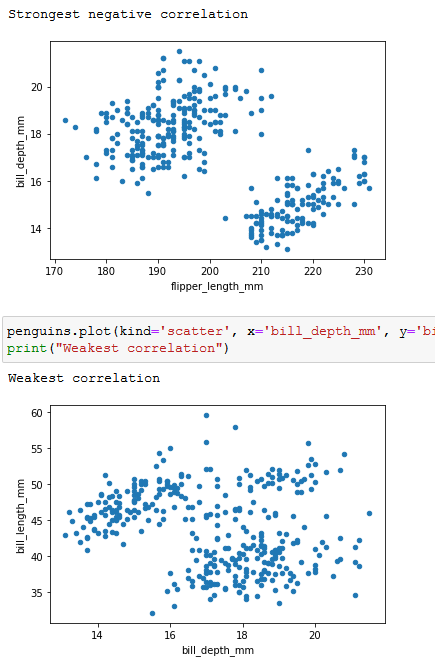 Strongest negative correlation
20
18
16
14
bill_depth_mm
170 180 190 200 210 220 230
flipper_length_mm
penguins.plot(kind='scatter', x='bill_depth_mm', y='bi
print("Weakest correlation")
Weakest correlation
60
55
50
45
40
35
bill_length_mm
14 16 18 20
bill_depth_mm